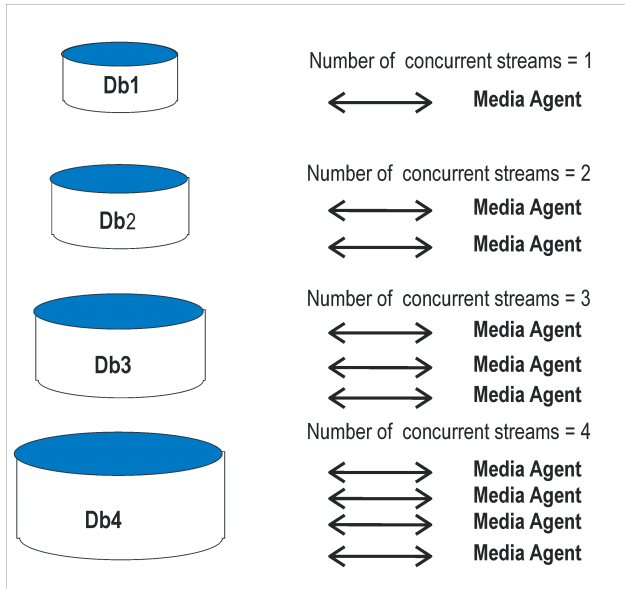 Number of concurrent streams = 1
Db1
Media Agent
Number of concurrent streams = 2
Db2
Media Agent
Media Agent
Number of concurrent streams = 3
Media Agent
Db3
Media Agent
Media Agent
Number of concurrent streams = 4
Media Agent
Media Agent
Db4
Media Agent
Media Agent